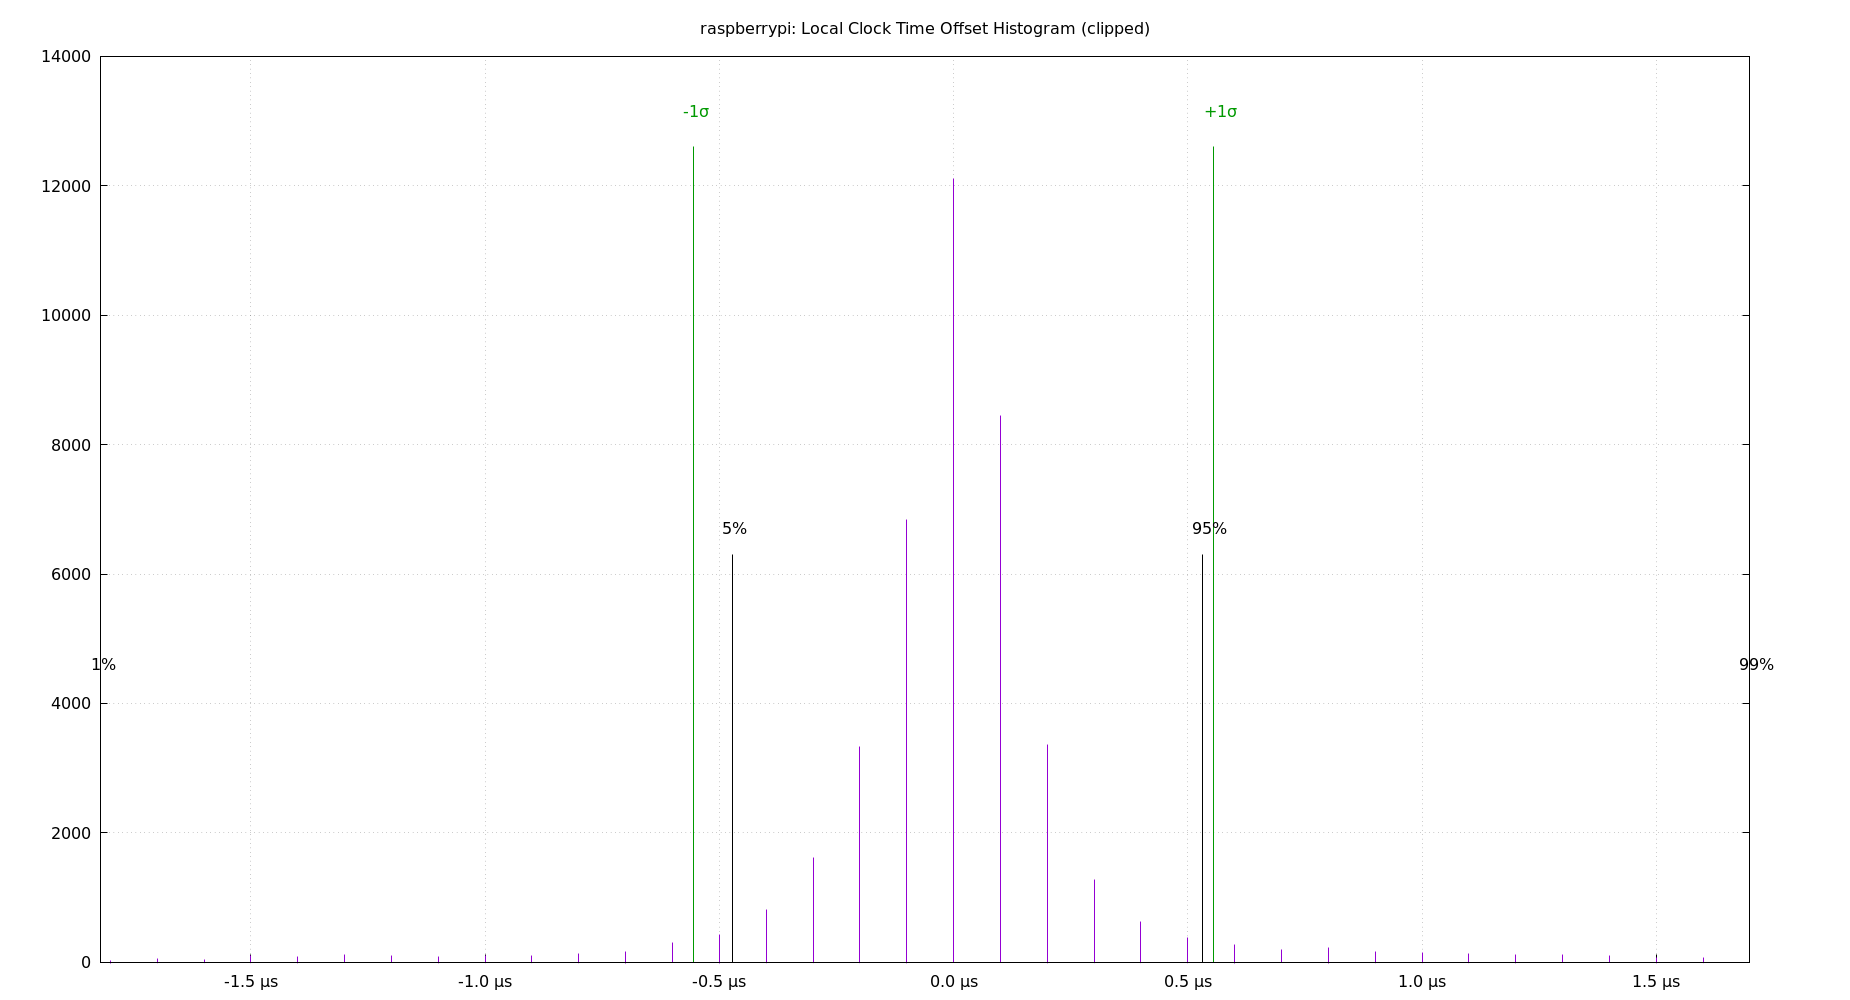 raspberrypi: Local Clock Time Offset Histogram (clipped)
14000
-1σ
+1σ
12000
10000
8000
5%
95%
6000
1%
99%
4000
2000
0
-1.5 µs
-1.0 µs
-0.5 µs
0.0 µs
0.5 µs
1.0 µs
1.5 µs